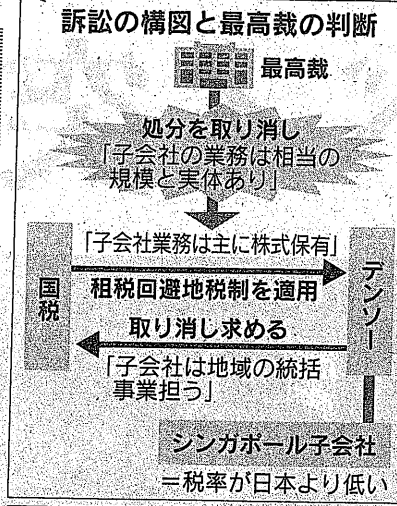 訴訟の構図と最高裁の判断
最高裁
処分を取り消し
「子会社の業務は相当の
規模と実体あり」
「子会社業務は主に株式保有」
租税回避地税制を適用
国税
デンソー
取り消し求める
「子会社は地域の統括
事業担う」
シンガポール子会社
=税率が日本より低い